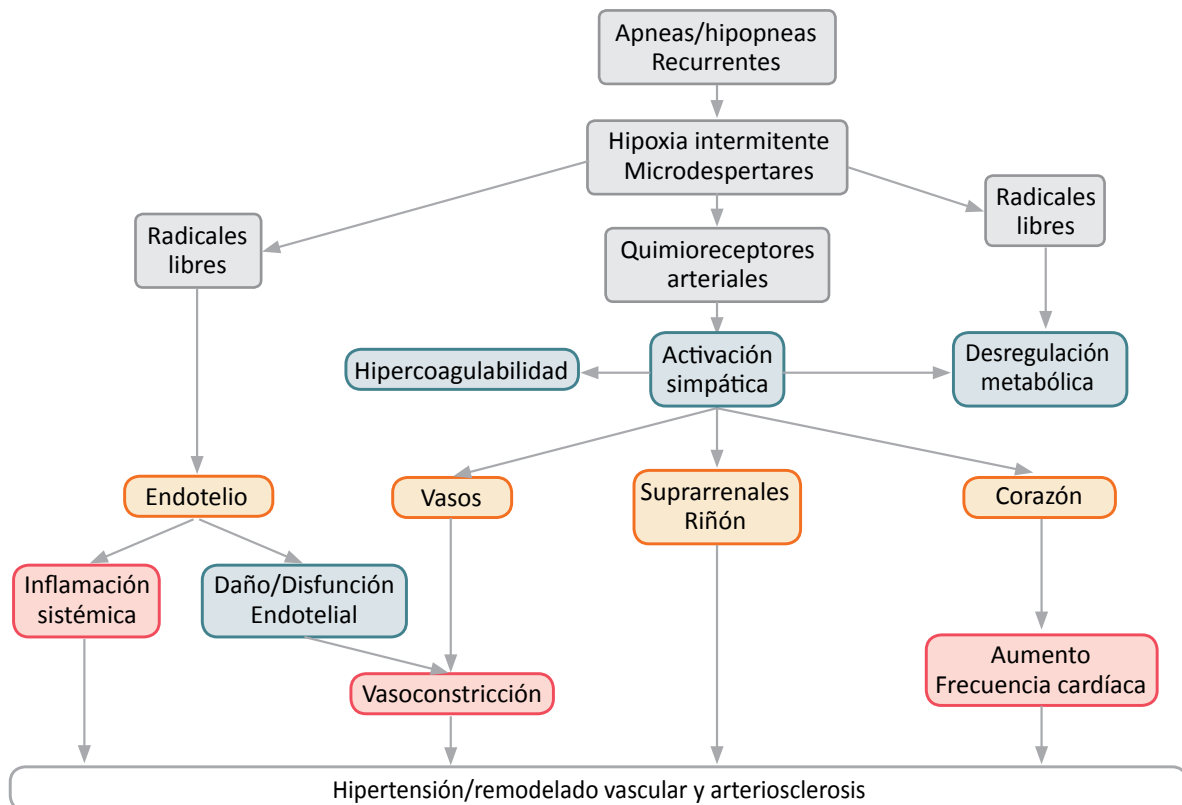 Apneas/hipopneas
Recurrentes
Hipoxia intermitente
Microdespertares
Radicales
libres
Quimioreceptores
arteriales
Radicales
libres
Hipercoagulabilidad
Activación
simpática
Desregulación
metabólica
Endotelio
Vasos
Suprarrenales
Riñón
Corazón
Inflamación
sistémica
Daño/Disfunción
Endotelial
Vasoconstricción
Aumento
Frecuencia cardíaca
Hipertensión/remodelado vascular y arteriosclerosis